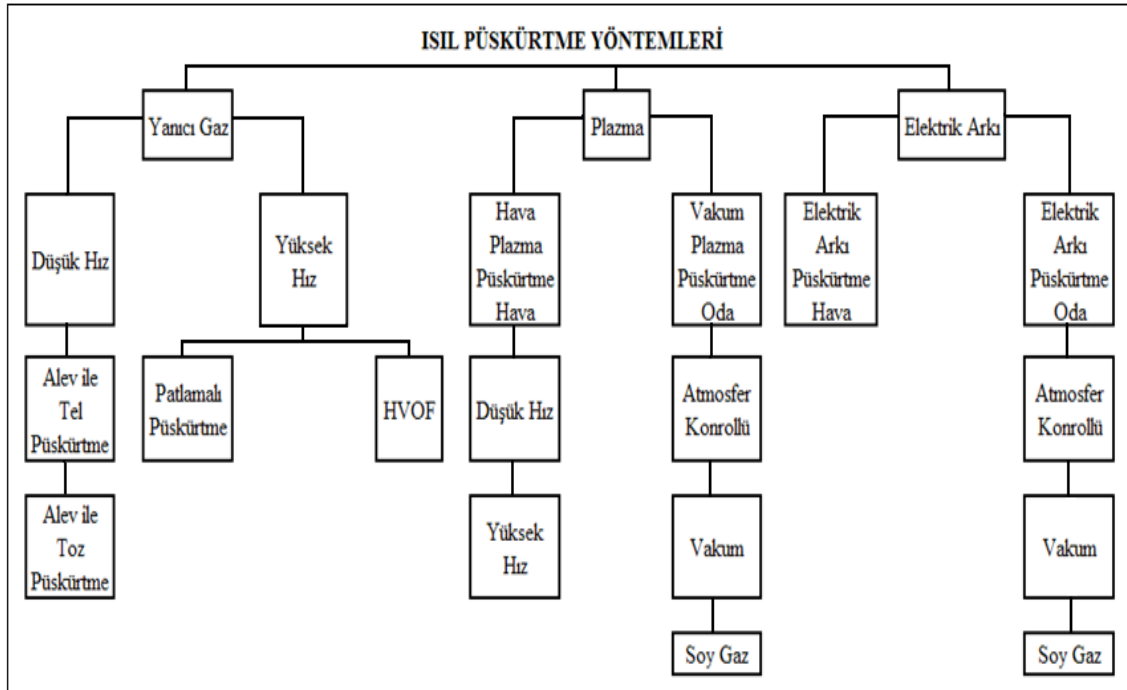 ISIL PÜSKÜRTME YÖNTEMLERİ
Yanıcı Gaz
Plazma
Elektrik Arkı
Düşük Hız
Yüksek
Hız
Hava
Plazma
Püskürtme
Hava
Vakum
Plazma
Püskürtme
Oda
Elektrik
Arkı
Püskürtme
Hava
Elektrik
Arkı
Püskürtme
Oda
Alev ile
Tel
Püskürtme
Patlamalı
Püskürtme
HVOF
Düşük Hız
Atmosfer
Konrollü
Atmosfer
Konrollü
Alev ile
Toz
Püskürtme
Yüksek
Hız
Vakum
Vakum
Soy Gaz
Soy Gaz